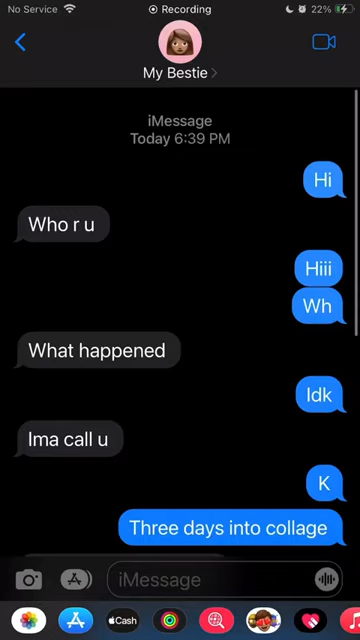 No Service
Recording
22%
My Bestie
iMessage
Today 6:39 PM
Hi
Who r u
Hiii
Wh
What happened
Idk
Ima call u
K
Three days into collage
iMessage
Cash